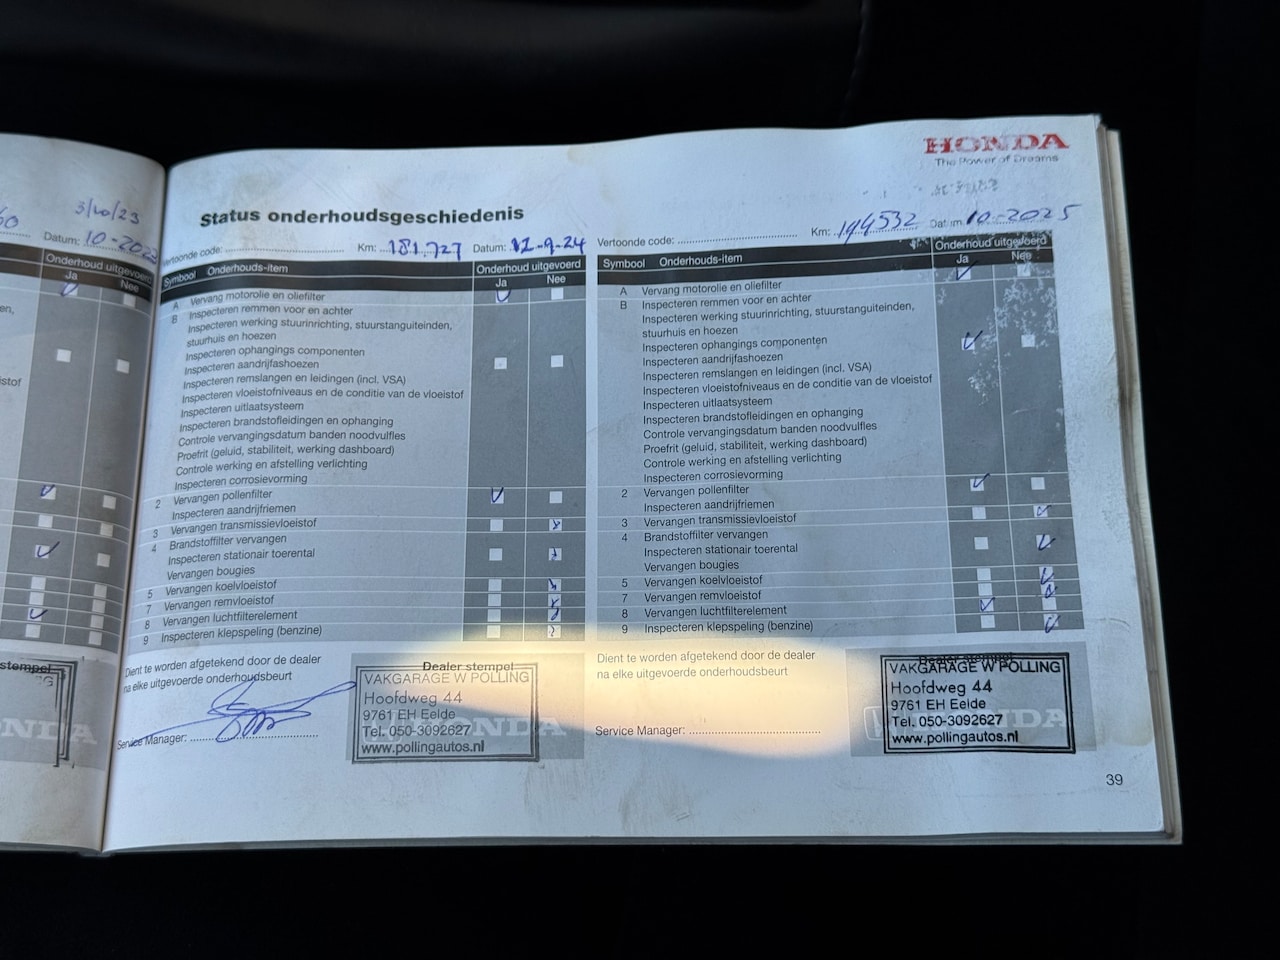 HONDA
The Power of Dreams
3/10/23
Datum: 10-2023
Onderhoud uitgevoerd
Ja
Nee
Status onderhoudsgeschiedenis
Vertoonde code:
Km: 181.727
Datum: 12-9-24
Symbool
Onderhouds-item
Onderhoud uitgevoerd
Ja
Nee
A Vervang motorolie en oliefilter
B Inspecteren remmen voor en achter
Inspecteren werking stuurinrichting, stuurstanguiteinden,
stuurhuis en hoezen
Inspecteren ophangings componenten
Inspecteren aandrijfashoezen
Inspecteren remslangen en leidingen (incl. VSA)
Inspecteren vloeistofniveaus en de conditie van de vloeistof
Inspecteren uitlaatsysteem
Inspecteren brandstofleidingen en ophanging
Controle vervangingsdatum banden noodvulfles
Proefrit (geluid, stabiliteit, werking dashboard)
Controle werking en afstelling verlichting
Inspecteren corrosievorming
2 Vervangen pollenfilter
Inspecteren aandrijfriemen
3 Vervangen transmissievloeistof
4 Brandstoffilter vervangen
Inspecteren stationair toerental
Vervangen bougies
5 Vervangen koelvloeistof
7 Vervangen remvloeistof
8 Vervangen luchtfilterelement
9 Inspecteren klepspeling (benzine)
Dient te worden afgetekend door de dealer
na elke uitgevoerde onderhoudsbeurt
Service Manager:
Dealer stempel
VAKGARAGE W POLLING
Hoofdweg 44
9761 EH Eelde
Tel. 050-3092627
www.pollingautos.nl
HONDA
Vertoonde code:
Km: 194532
Datum: 10-2025
Symbool
Onderhouds-item
Onderhoud uitgevoerd
Ja
Nee
A Vervang motorolie en oliefilter
B Inspecteren remmen voor en achter
Inspecteren werking stuurinrichting, stuurstanguiteinden,
stuurhuis en hoezen
Inspecteren ophangings componenten
Inspecteren aandrijfashoezen
Inspecteren remslangen en leidingen (incl. VSA)
Inspecteren vloeistofniveaus en de conditie van de vloeistof
Inspecteren uitlaatsysteem
Inspecteren brandstofleidingen en ophanging
Controle vervangingsdatum banden noodvulfles
Proefrit (geluid, stabiliteit, werking dashboard)
Controle werking en afstelling verlichting
Inspecteren corrosievorming
2 Vervangen pollenfilter
Inspecteren aandrijfriemen
3 Vervangen transmissievloeistof
4 Brandstoffilter vervangen
Inspecteren stationair toerental
Vervangen bougies
5 Vervangen koelvloeistof
7 Vervangen remvloeistof
8 Vervangen luchtfilterelement
9 Inspecteren klepspeling (benzine)
Dient te worden afgetekend door de dealer
na elke uitgevoerde onderhoudsbeurt
Service Manager:
Dealer stempel
VAKGARAGE W POLLING
Hoofdweg 44
9761 EH Eelde
Tel. 050-3092627
www.pollingautos.nl
HONDA
39